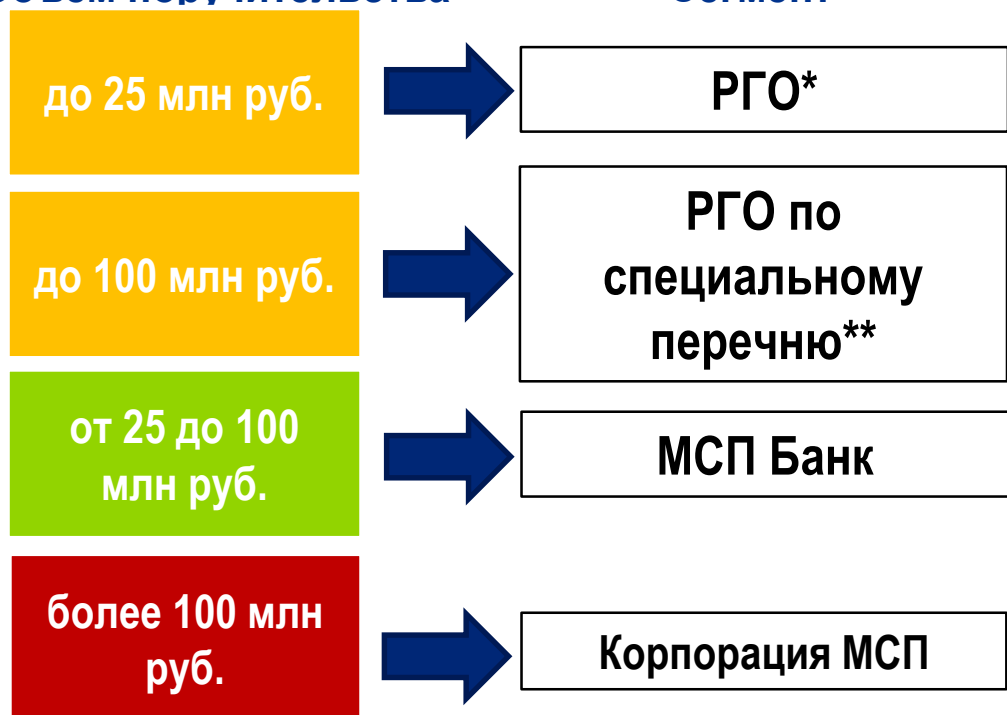 до 25 млн руб.
РГО*
до 100 млн руб.
РГО по
специальному
перечню**
от 25 до 100
млн руб.
МСП Банк
более 100 млн
руб.
Корпорация МСП